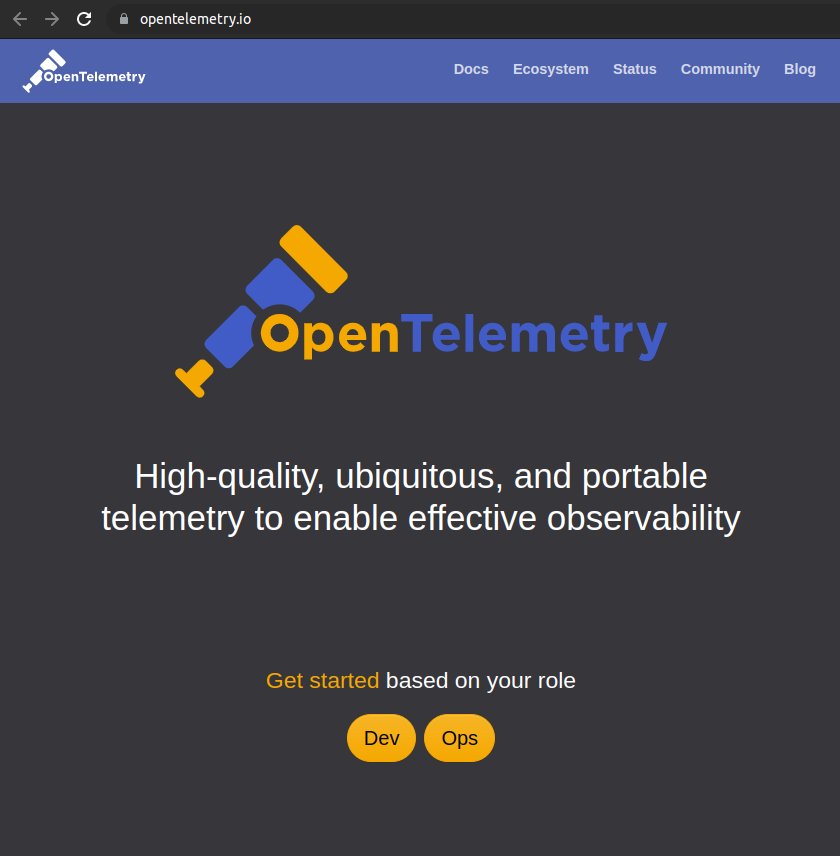 opentelemetry.io
OpenTelemetry
Docs Ecosystem Status Community Blog
OpenTelemetry
High-quality, ubiquitous, and portable
telemetry to enable effective observability
Get started based on your role
Dev Ops